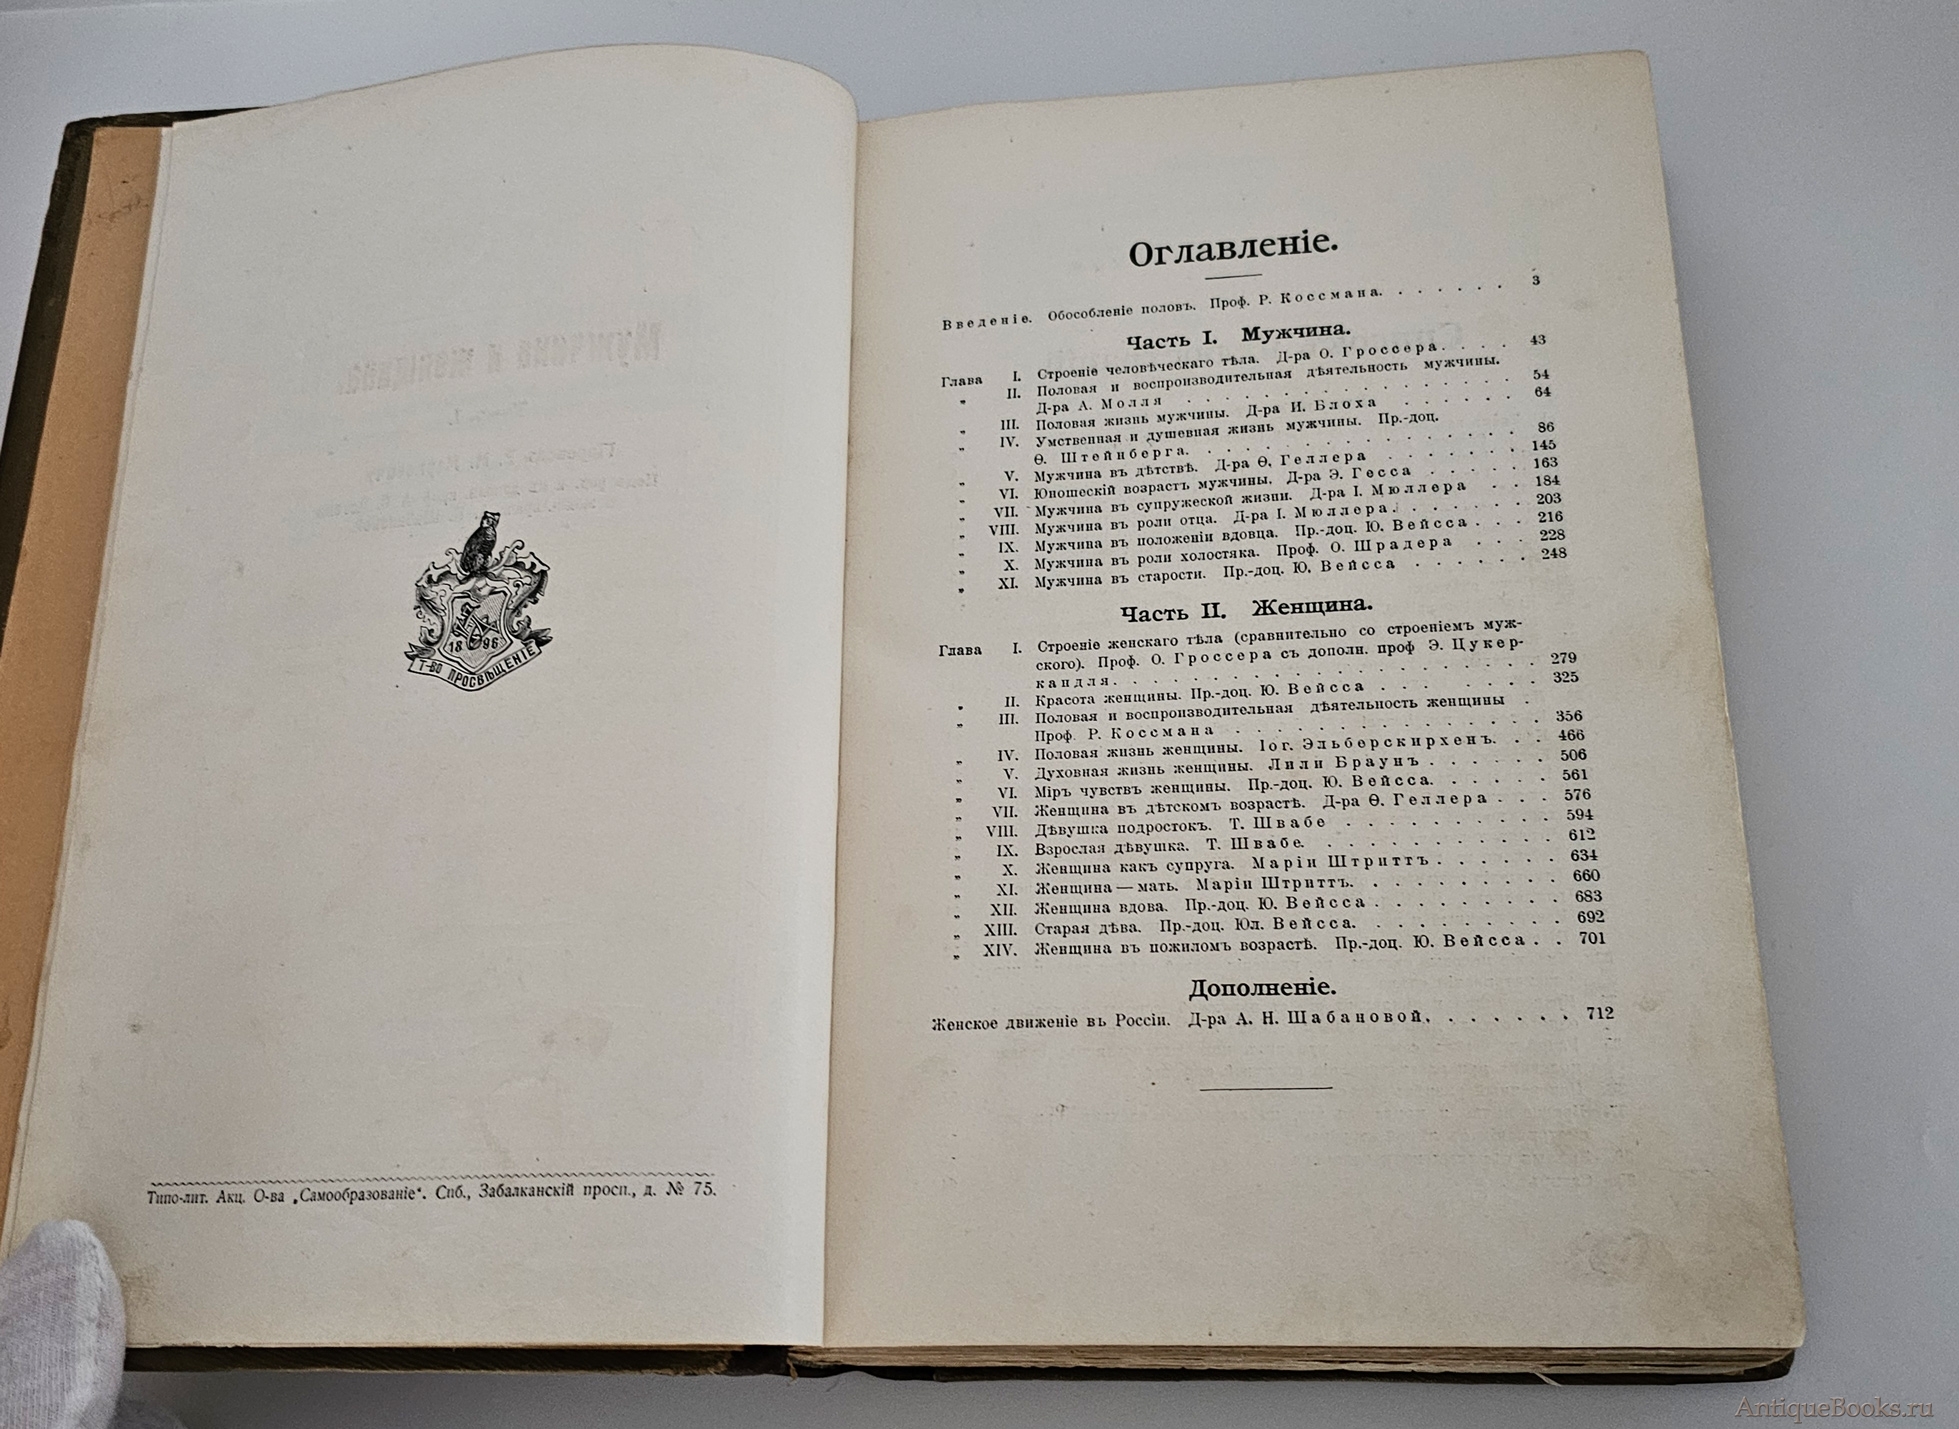 1896
Т-ВО ПРОСВѢЩЕНІЕ
Типо-лит. Акц. О-ва „Самообразованіе“. Спб., Забалканскій просп., д. № 75.
Оглавленіе.
Введеніе. Обособленіе половъ. Проф. Р. Коссмана. . . . . . . 3
Часть I. Мужчина.
Глава I. Строеніе человѣческаго тѣла. Д-ра О. Гроссера. . . . 43
„ II. Половая и воспроизводительная дѣятельность мужчины.
Д-ра А. Молля . . . . . . . . . . . . . . 54
„ III. Половая жизнь мужчины. Д-ра И. Блоха . . . . . . 64
„ IV. Умственная и душевная жизнь мужчины. Пр.-доц.
Ѳ. Штейнберга. . . . . . . . . . . . . . 86
„ V. Мужчина въ дѣтствѣ. Д-ра Ѳ. Геллера . . . . . . 145
„ VI. Юношескій возрастъ мужчины. Д-ра Э. Гесса . . . . . 163
„ VII. Мужчина въ супружеской жизни. Д-ра I. Мюллера . . 184
„ VIII. Мужчина въ роли отца. Д-ра I. Мюллера. . . . . . . 203
„ IX. Мужчина въ положеніи вдовца. Пр.-доц. Ю. Вейсса . . . 216
„ X. Мужчина въ роли холостяка. Проф. О. Шрадера . . . 228
„ XI. Мужчина въ старости. Пр.-доц. Ю. Вейсса . . . . . . 248
Часть II. Женщина.
Глава I. Строеніе женскаго тѣла (сравнительно со строеніемъ муж-
ского). Проф. О. Гроссера съ дополн. проф Э. Цукер-
кандля. . . . . . . . . . . . . . . . . 279
„ II. Красота женщины. Пр.-доц. Ю. Вейсса . . . . . . . 325
„ III. Половая и воспроизводительная дѣятельность женщины .
Проф. Р. Коссмана . . . . . . . . . . . . . 356
„ IV. Половая жизнь женщины. Іог. Эльберскирхенъ. . . 466
„ V. Духовная жизнь женщины. Лили Браунъ . . . . . . 506
„ VI. Міръ чувствъ женщины. Пр.-доц. Ю. Вейсса. . . . . . 561
„ VII. Женщина въ дѣтскомъ возрастѣ. Д-ра Ѳ. Геллера . . . 576
„ VIII. Дѣвушка подростокъ. Т. Швабе . . . . . . . . . . 594
„ IX. Взрослая дѣвушка. Т. Швабе. . . . . . . . . . . 612
„ X. Женщина какъ супруга. Маріи Штриттъ . . . . . . 634
„ XI. Женщина — мать. Маріи Штриттъ. . . . . . . . . . 660
„ XII. Женщина вдова. Пр.-доц. Ю. Вейсса . . . . . . . . 683
„ XIII. Старая дѣва. Пр.-доц. Юл. Вейсса. . . . . . . . . 692
„ XIV. Женщина въ пожиломъ возрастѣ. Пр.-доц. Ю. Вейсса . . 701
Дополненіе.
Женское движеніе въ Россіи. Д-ра А. Н. Шабановой. . . . . . . 712
AntiqueBooks.ru